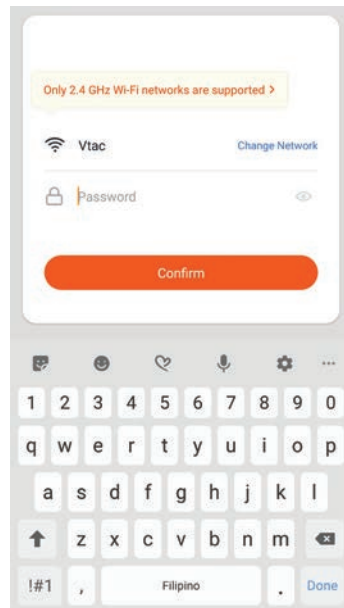 Only 2.4 GHz Wi-Fi networks are supported >
Vtac Change Network
Password
Confirm
1 2 3 4 5 6 7 8 9 0
q w e r t y u i o p
a s d f g h j k l
z x c v b n m
!#1 , Filipino . Done